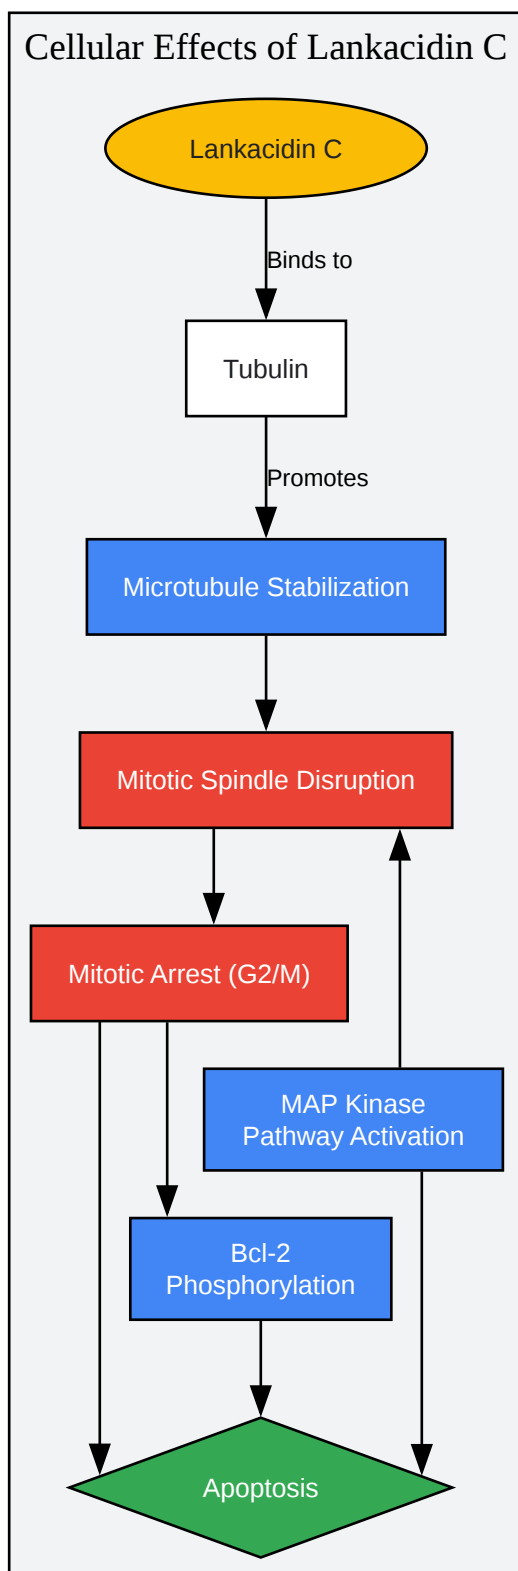 Cellular Effects of Lankacidin C
Lankacidin C
Binds to
Tubulin
Promotes
Microtubule Stabilization
Mitotic Spindle Disruption
Mitotic Arrest (G2/M)
MAP Kinase
Pathway Activation
Bcl-2
Phosphorylation
Apoptosis